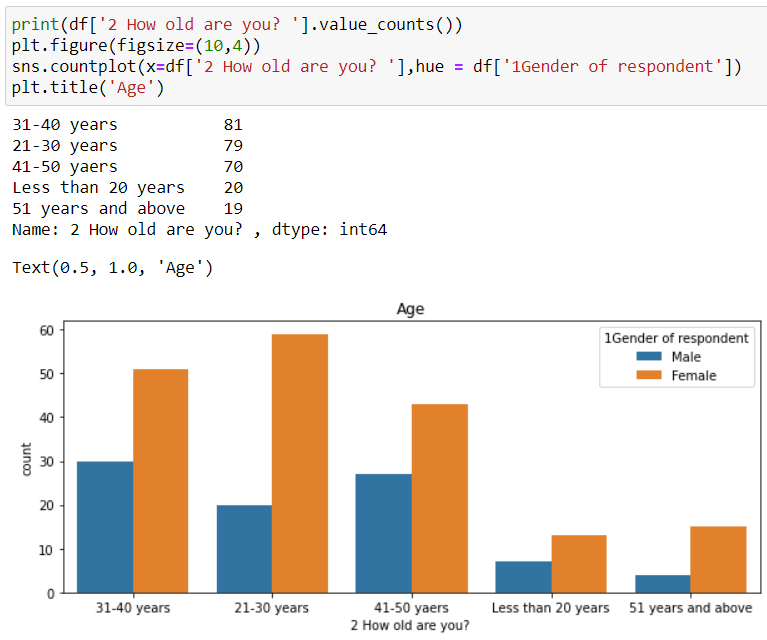 print(df['2 How old are you? '].value_counts())
plt.figure(figsize=(10,4))
sns.countplot(x=df['2 How old are you? '],hue = df['1Gender of respondent'])
plt.title('Age')
31-40 years 81
21-30 years 79
41-50 yaers 70
Less than 20 years 20
51 years and above 19
Name: 2 How old are you? , dtype: int64
Text(0.5, 1.0, 'Age')
Age
1Gender of respondent
Male
Female
60
50
40
30
20
10
0
count
31-40 years 21-30 years 41-50 yaers Less than 20 years 51 years and above
2 How old are you?